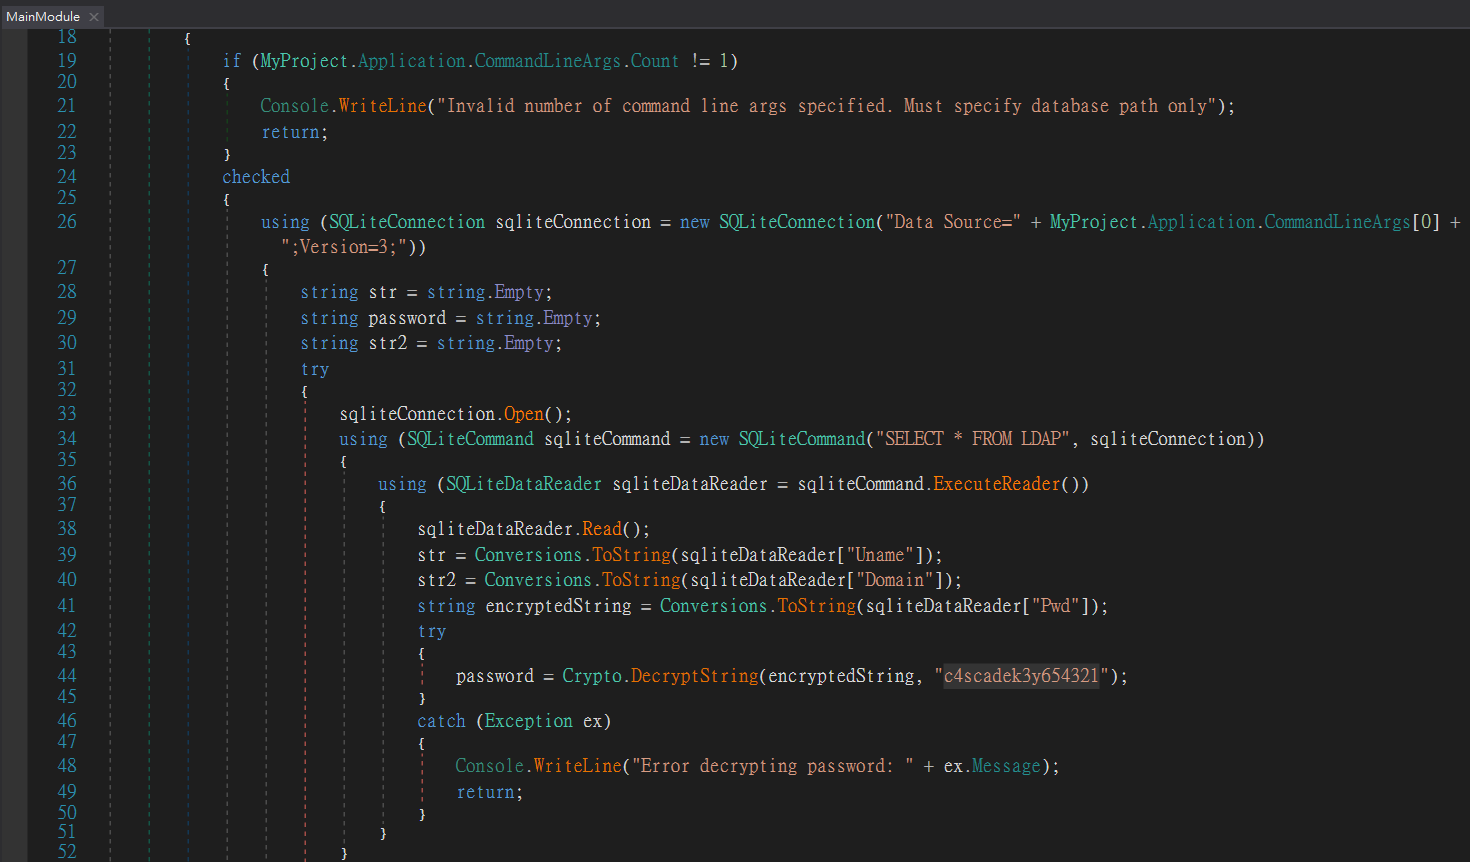 MainModule ×
18 {
19 if (MyProject.Application.CommandLineArgs.Count != 1)
20 {
21 Console.WriteLine("Invalid number of command line args specified. Must specify database path only");
22 return;
23 }
24 checked
25 {
26 using (SQLiteConnection sqliteConnection = new SQLiteConnection("Data Source=" + MyProject.Application.CommandLineArgs[0] +
";Version=3;"))
27 {
28 string str = string.Empty;
29 string password = string.Empty;
30 string str2 = string.Empty;
31 try
32 {
33 sqliteConnection.Open();
34 using (SQLiteCommand sqliteCommand = new SQLiteCommand("SELECT * FROM LDAP", sqliteConnection))
35 {
36 using (SQLiteDataReader sqliteDataReader = sqliteCommand.ExecuteReader())
37 {
38 sqliteDataReader.Read();
39 str = Conversions.ToString(sqliteDataReader["Uname"]);
40 str2 = Conversions.ToString(sqliteDataReader["Domain"]);
41 string encryptedString = Conversions.ToString(sqliteDataReader["Pwd"]);
42 try
43 {
44 password = Crypto.DecryptString(encryptedString, "c4scadek3y654321");
45 }
46 catch (Exception ex)
47 {
48 Console.WriteLine("Error decrypting password: " + ex.Message);
49 return;
50 }
51 }
52 }